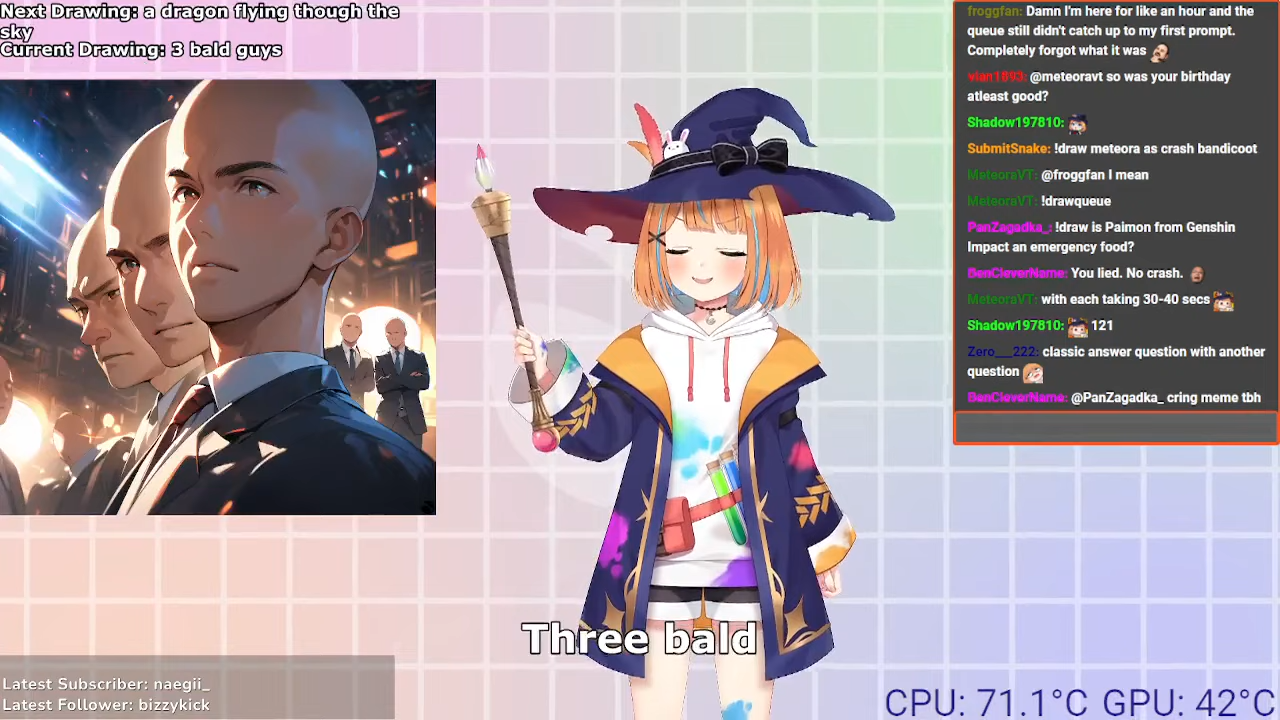 Next Drawing: a dragon flying though the
sky
Current Drawing: 3 bald guys
froggfan: Damn I'm here for like an hour and the
queue still didn't catch up to my first prompt.
Completely forgot what it was
vlan1893: @meteoravt so was your birthday
atleast good?
Shadow197810:
SubmitSnake: !draw meteora as crash bandicoot
MeteoraVT: @froggfan I mean
MeteoraVT: !drawqueue
PanZagadka_: !draw is Paimon from Genshin
Impact an emergency food?
BenCleverName: You lied. No crash.
MeteoraVT: with each taking 30-40 secs
Shadow197810: 121
Zero___222: classic answer question with another
question
BenCleverName: @PanZagadka_ cring meme tbh
Three bald
Latest Subscriber: naegii_
Latest Follower: bizzykick
CPU: 71.1°C GPU: 42°C